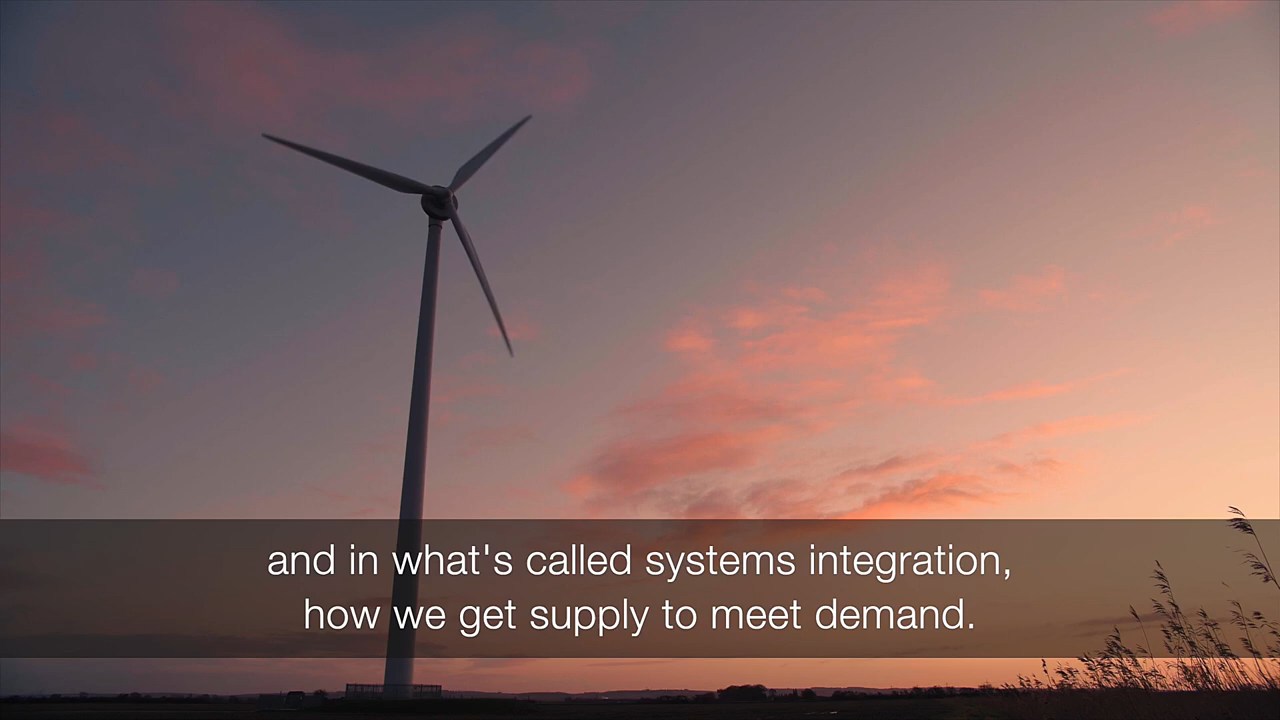 and in what's called systems integration,
how we get supply to meet demand.